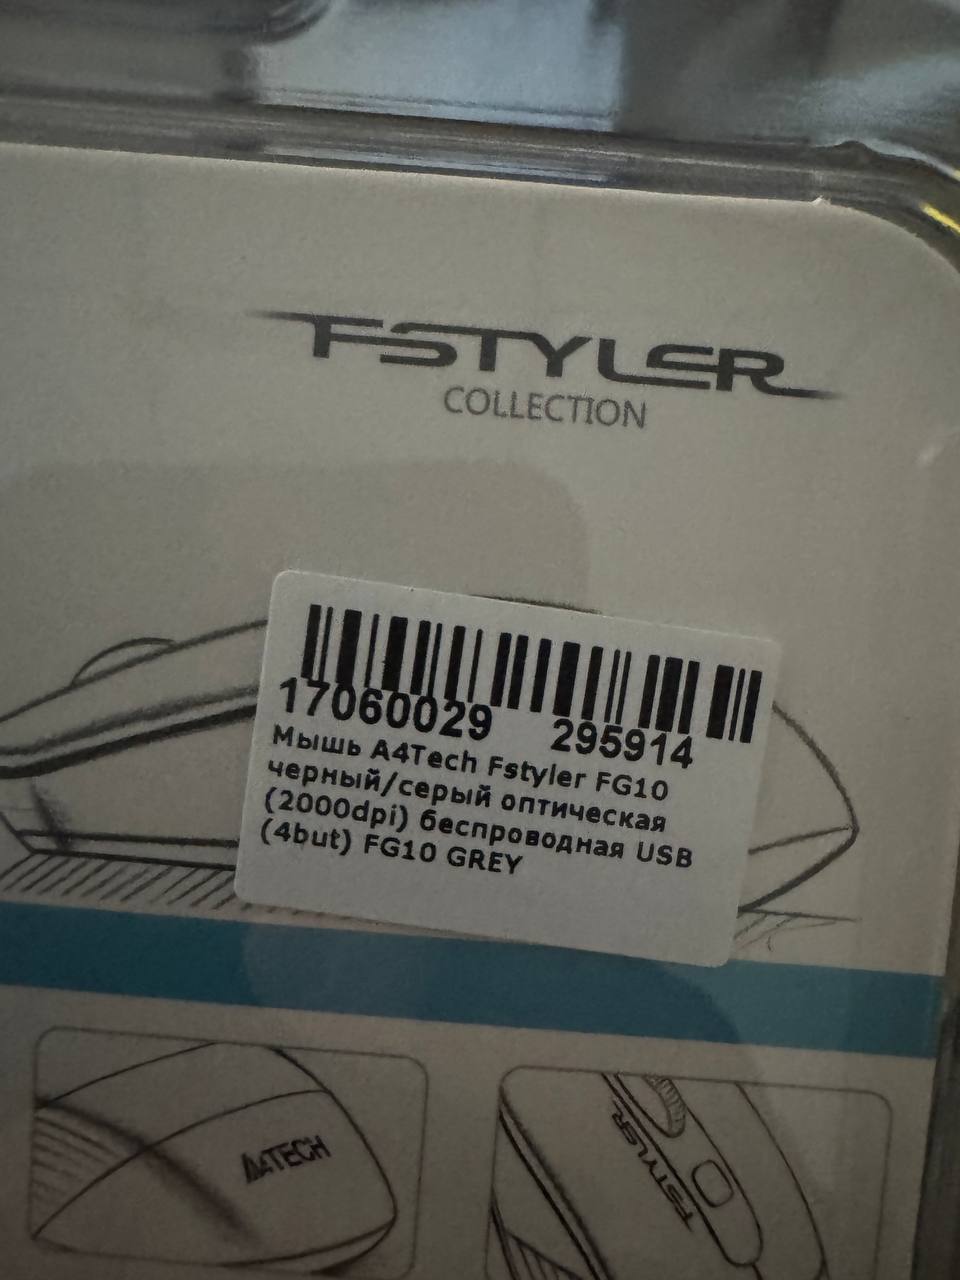 FSTYLER
COLLECTION
17060029 295914
Мышь A4Tech Fstyler FG10
черный/серый оптическая
(2000dpi) беспроводная USB
(4but) FG10 GREY
A4TECH
FSTYLER